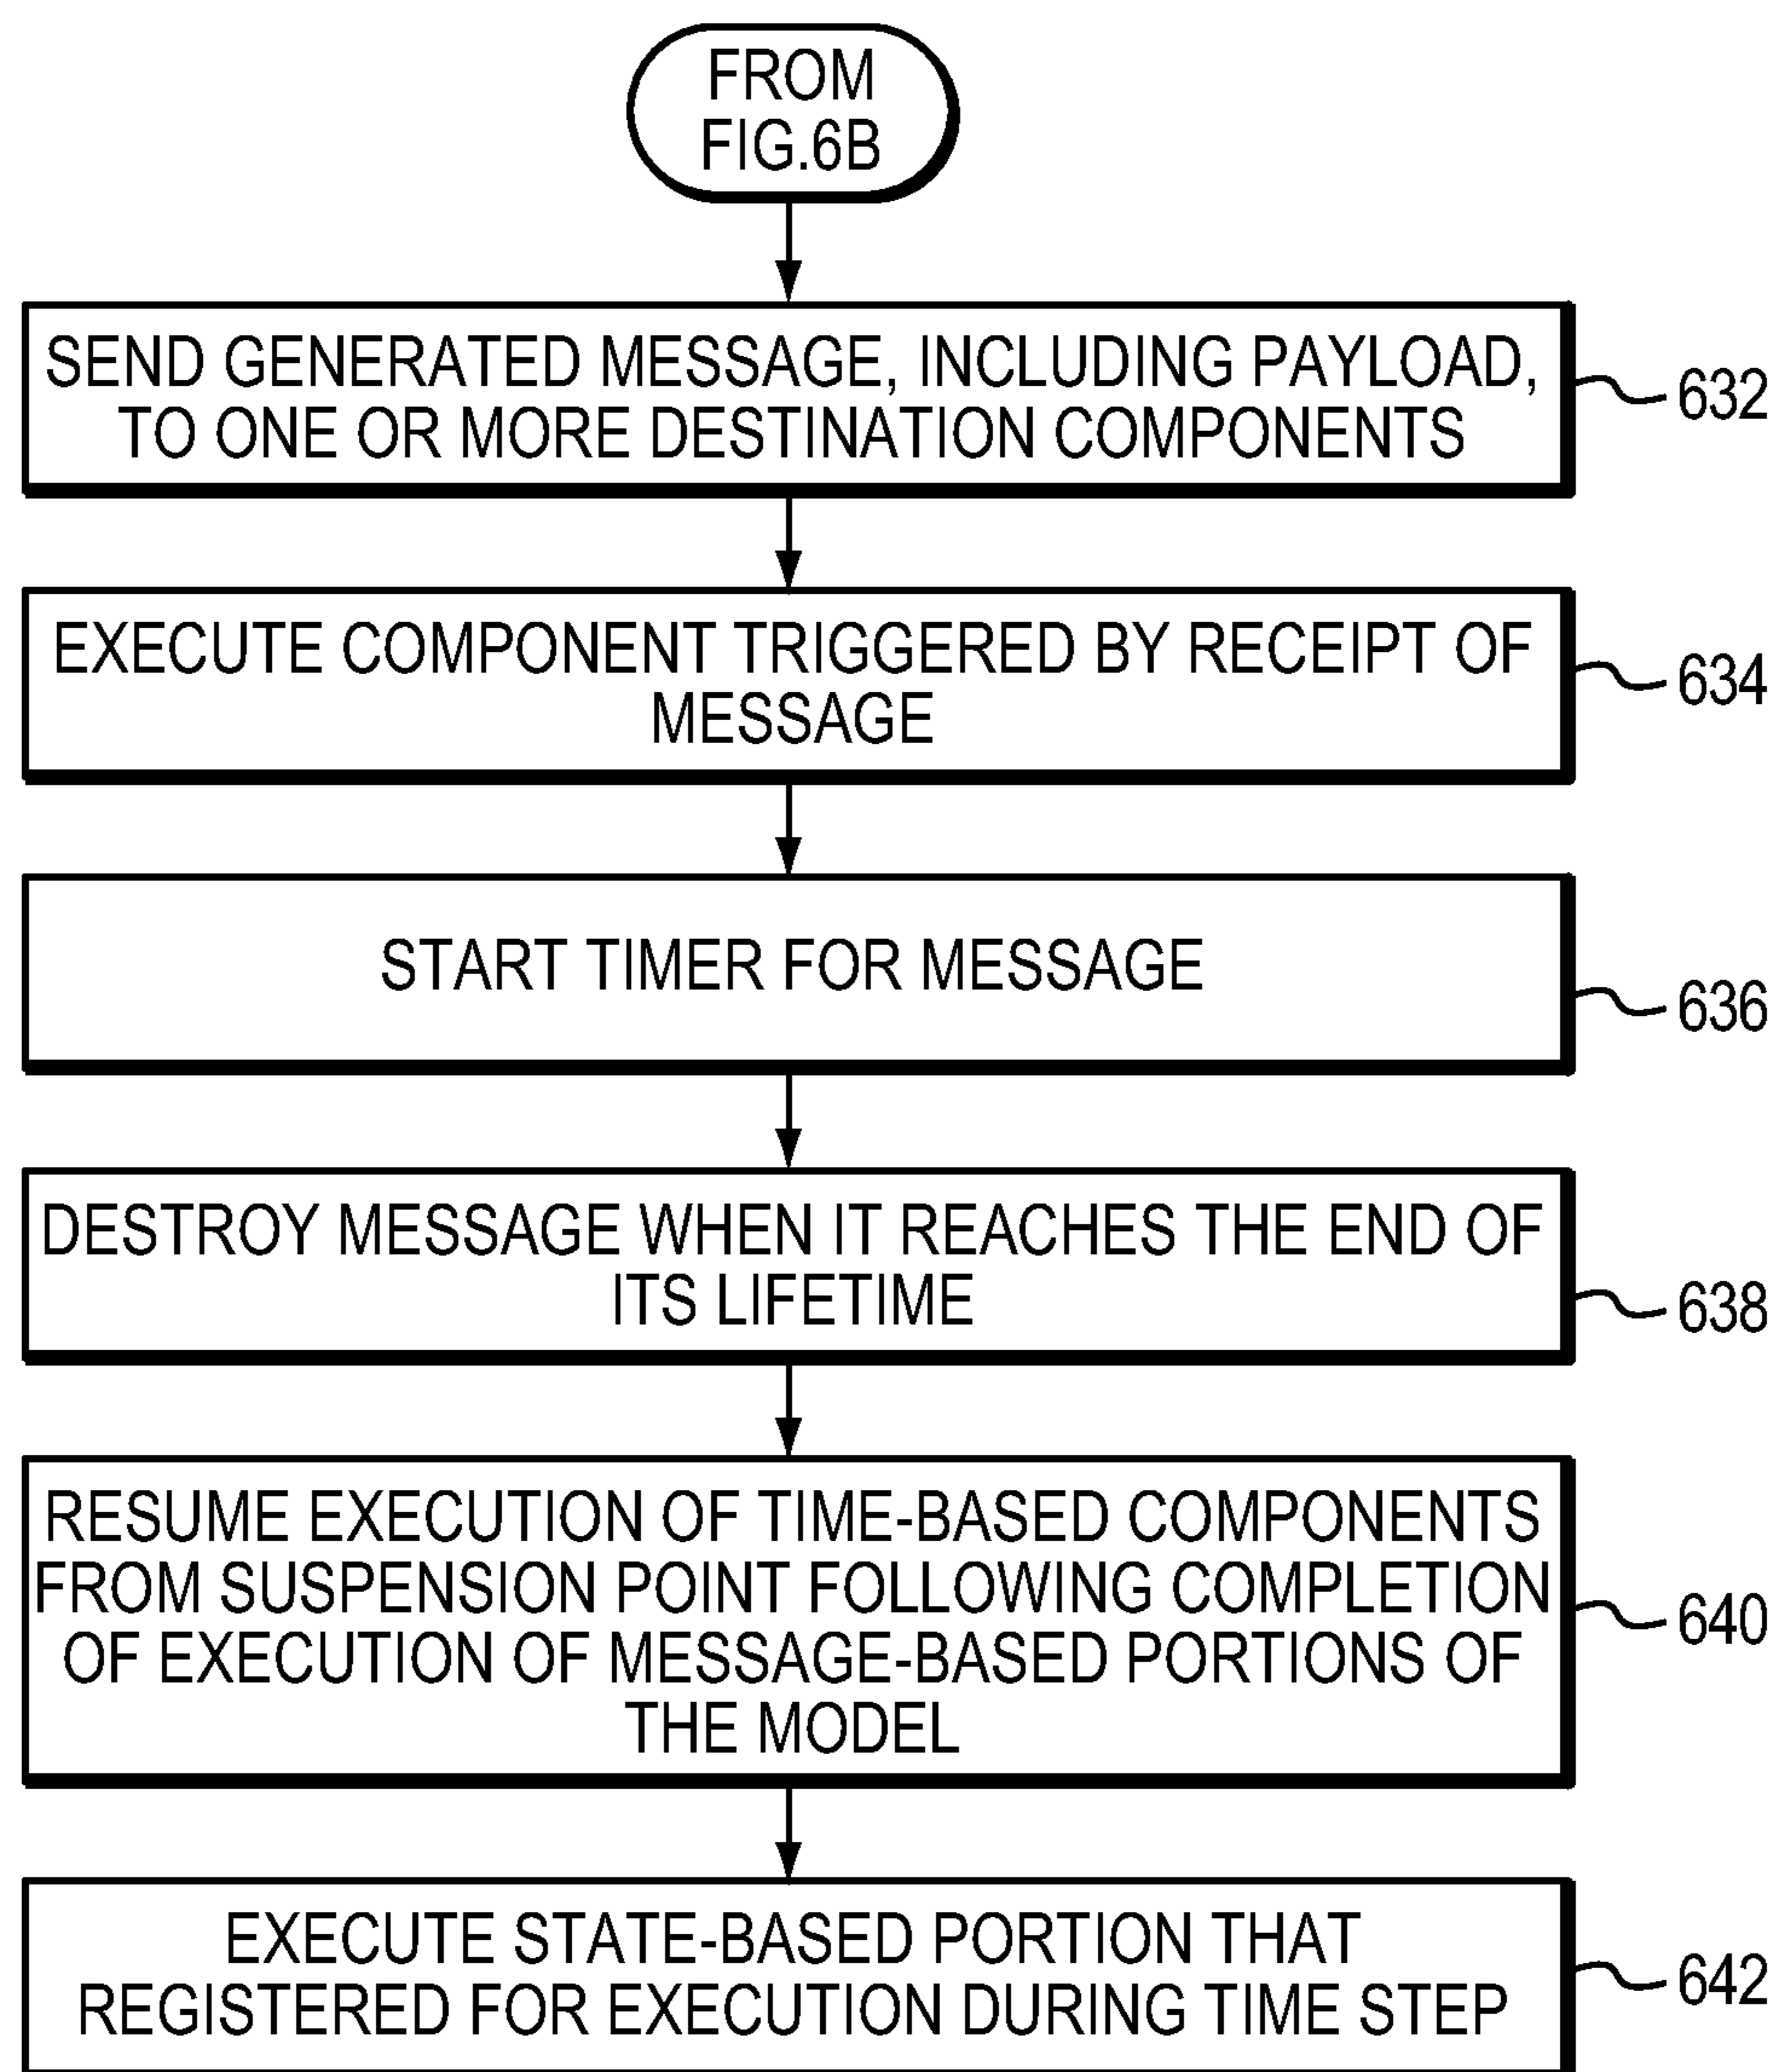 FROM
FIG.6B
SEND GENERATED MESSAGE, INCLUDING PAYLOAD,
TO ONE OR MORE DESTINATION COMPONENTS
632
EXECUTE COMPONENT TRIGGERED BY RECEIPT OF
MESSAGE
634
START TIMER FOR MESSAGE
636
DESTROY MESSAGE WHEN IT REACHES THE END OF
ITS LIFETIME
638
RESUME EXECUTION OF TIME-BASED COMPONENTS
FROM SUSPENSION POINT FOLLOWING COMPLETION
OF EXECUTION OF MESSAGE-BASED PORTIONS OF
THE MODEL
640
EXECUTE STATE-BASED PORTION THAT
REGISTERED FOR EXECUTION DURING TIME STEP
642